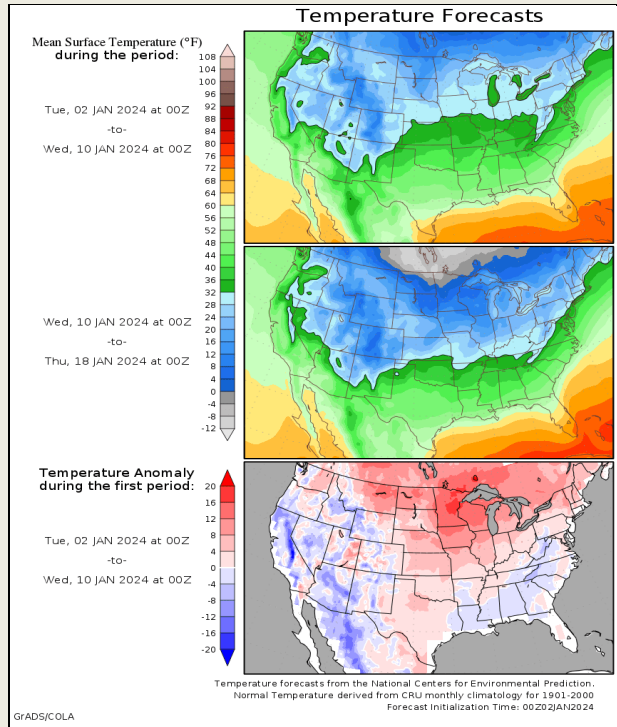 Temperature Forecasts
Mean Surface Temperature (°F)
during the period:
Tue, 02 JAN 2024 at 00Z
-to-
Wed, 10 JAN 2024 at 00Z
108
104
100
96
92
88
84
80
76
72
68
64
60
56
52
48
44
40
36
32
28
24
20
16
12
8
4
0
-4
-8
-12
Wed, 10 JAN 2024 at 00Z
-to-
Thu, 18 JAN 2024 at 00Z
Temperature Anomaly
during the first period:
Tue, 02 JAN 2024 at 00Z
-to-
Wed, 10 JAN 2024 at 00Z
20
16
12
8
4
0
-4
-8
-12
-16
-20
Temperature forecasts from the National Centers for Environmental Prediction.
Normal Temperature derived from CRU monthly climatology for 1901-2000
Forecast Initialization Time: 00Z02JAN2024
GrADS/COLA